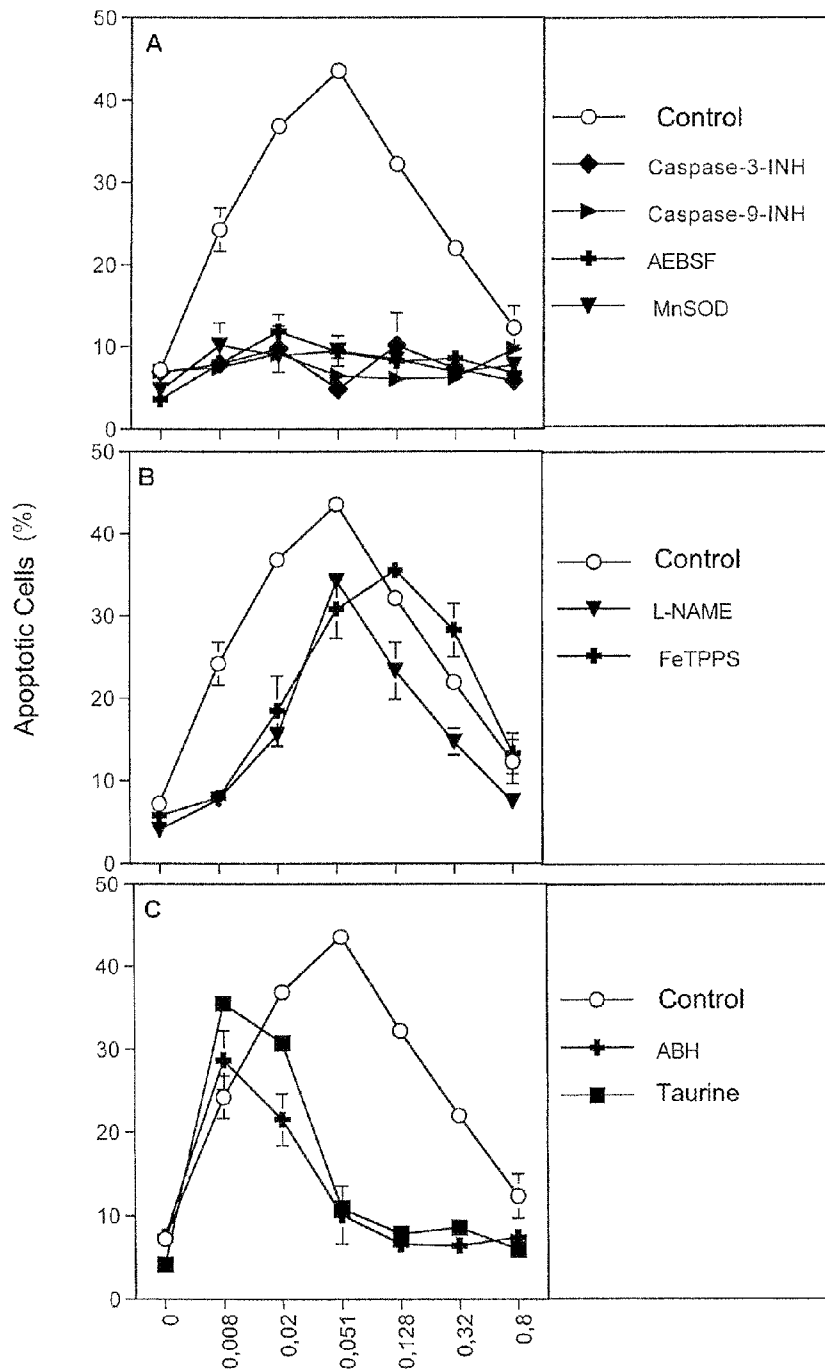 Apoptotic Cells (%)
A
50
40
30
20
10
0
Control
Caspase-3-INH
Caspase-9-INH
AEBSF
MnSOD
B
50
40
30
20
10
0
Control
L-NAME
FeTPPS
C
50
40
30
20
10
0
Control
ABH
Taurine
0
0,008
0,02
0,051
0,128
0,32
0,8